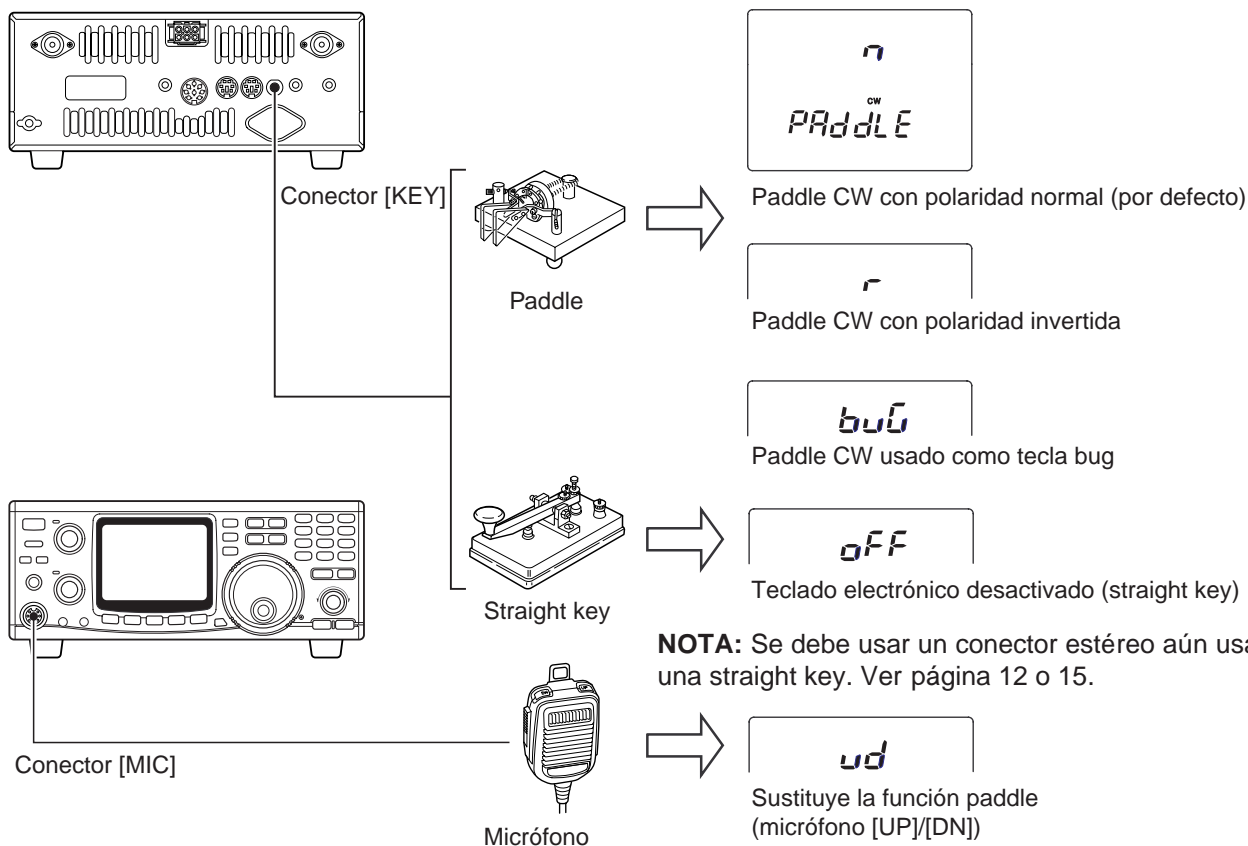 n
CW
PAddLE
Conector [KEY]
Paddle CW con polaridad normal (por defecto)
Paddle
r
Paddle CW con polaridad invertida
buG
Paddle CW usado como tecla bug
oFF
Teclado electrónico desactivado (straight key)
Straight key
NOTA: Se debe usar un conector estéreo aún usa
una straight key. Ver página 12 o 15.
Conector [MIC]
ud
Sustituye la función paddle
(micrófono [UP]/[DN])
Micrófono